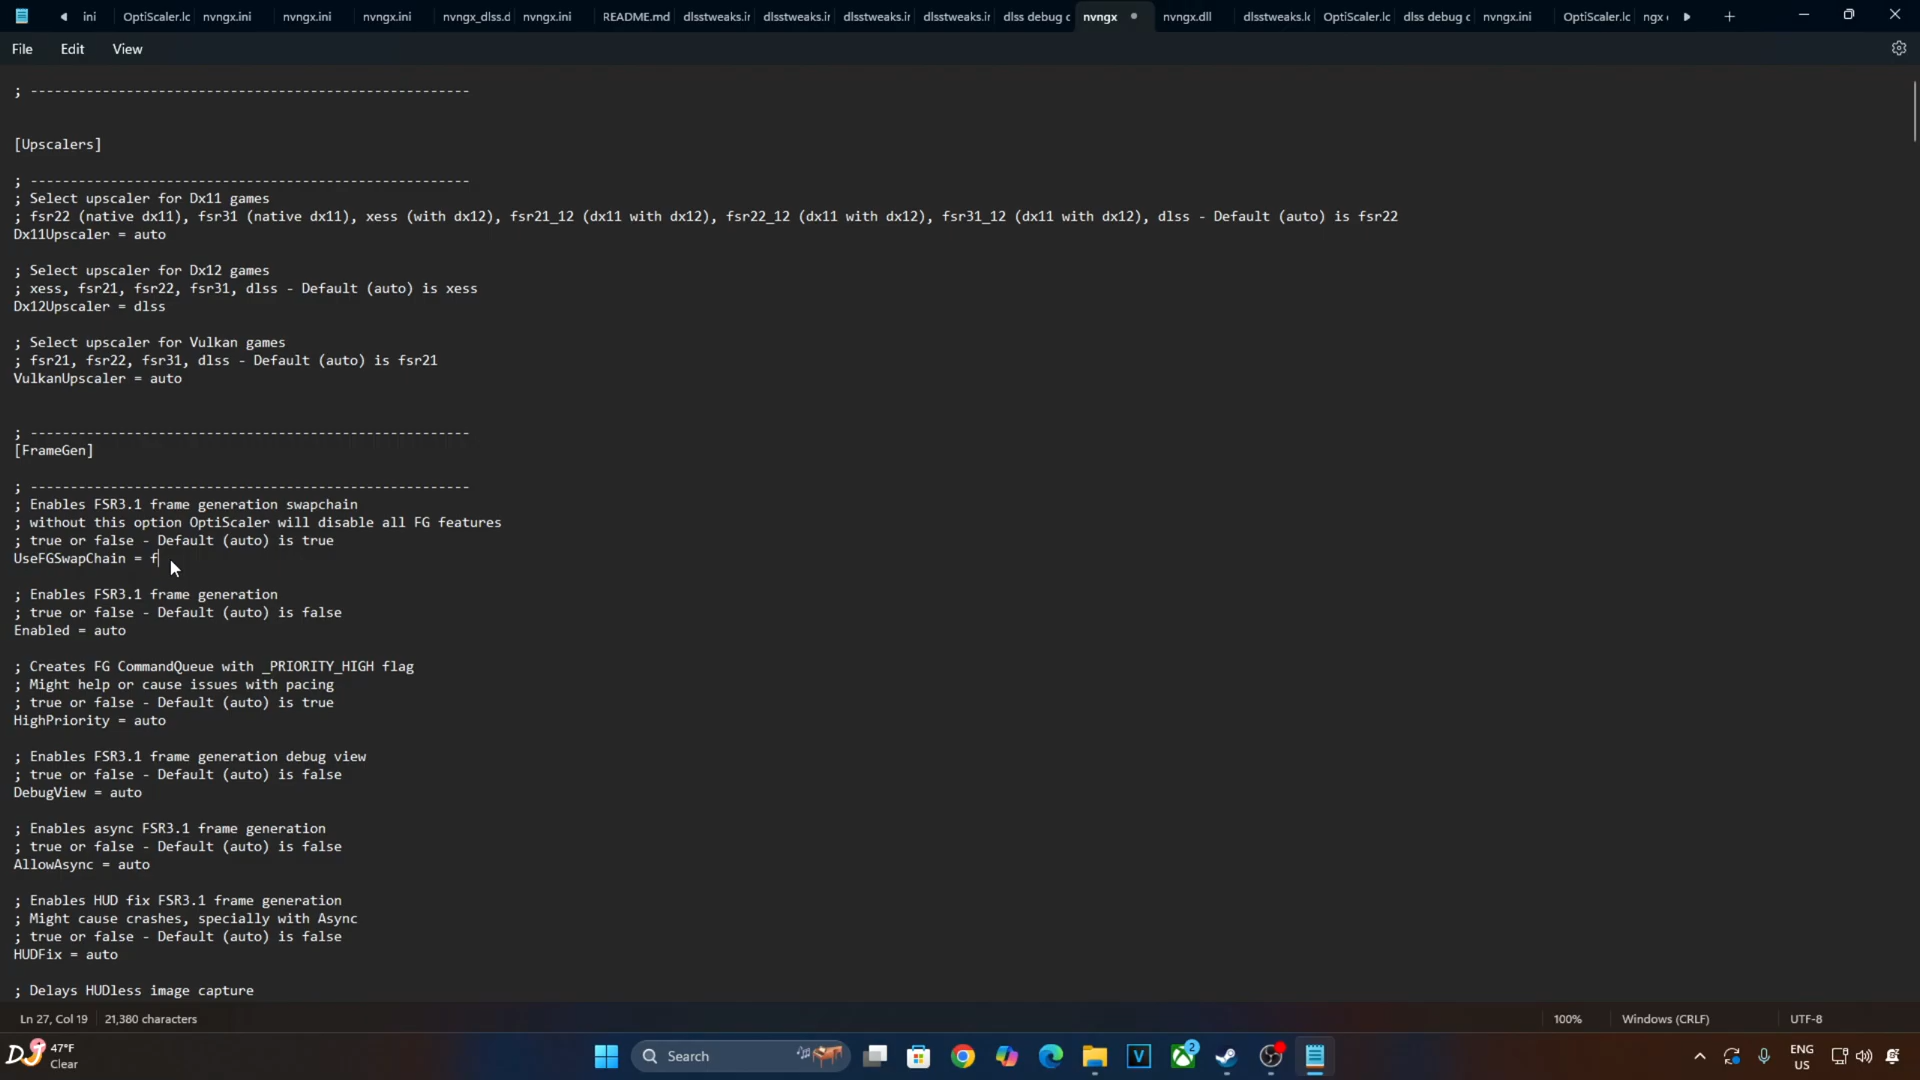 ini OptiScaler.lc nvngx.ini nvngx.ini nvngx.ini nvngx_dlss.d nvngx.ini README.md dlsstweaks.ir dlsstweaks.ir dlsstweaks.ir dlsstweaks.ir dlss debug c nvngx nvngx.dll dlsstweaks.lc OptiScaler.lc dlss debug c nvngx.ini OptiScaler.lc ngx
File Edit View
; -------------------------------------------------------
[Upscalers]
; -------------------------------------------------------
; Select upscaler for Dx11 games
; fsr22 (native dx11), fsr31 (native dx11), xess (with dx12), fsr21_12 (dx11 with dx12), fsr22_12 (dx11 with dx12), fsr31_12 (dx11 with dx12), dlss - Default (auto) is fsr22
Dx11Upscaler = auto
; Select upscaler for Dx12 games
; xess, fsr21, fsr22, fsr31, dlss - Default (auto) is xess
Dx12Upscaler = dlss
; Select upscaler for Vulkan games
; fsr21, fsr22, fsr31, dlss - Default (auto) is fsr21
VulkanUpscaler = auto
; -------------------------------------------------------
[FrameGen]
; -------------------------------------------------------
; Enables FSR3.1 frame generation swapchain
; without this option OptiScaler will disable all FG features
; true or false - Default (auto) is true
UseFGSwapChain = f
; Enables FSR3.1 frame generation
; true or false - Default (auto) is false
Enabled = auto
; Creates FG CommandQueue with _PRIORITY_HIGH flag
; Might help or cause issues with pacing
; true or false - Default (auto) is true
HighPriority = auto
; Enables FSR3.1 frame generation debug view
; true or false - Default (auto) is false
DebugView = auto
; Enables async FSR3.1 frame generation
; true or false - Default (auto) is false
AllowAsync = auto
; Enables HUD fix FSR3.1 frame generation
; Might cause crashes, specially with Async
; true or false - Default (auto) is false
HUDFix = auto
; Delays HUDless image capture
Ln 27, Col 19 21,380 characters 100% Windows (CRLF) UTF-8
DJ 47°F Clear Search V 2 ENG US